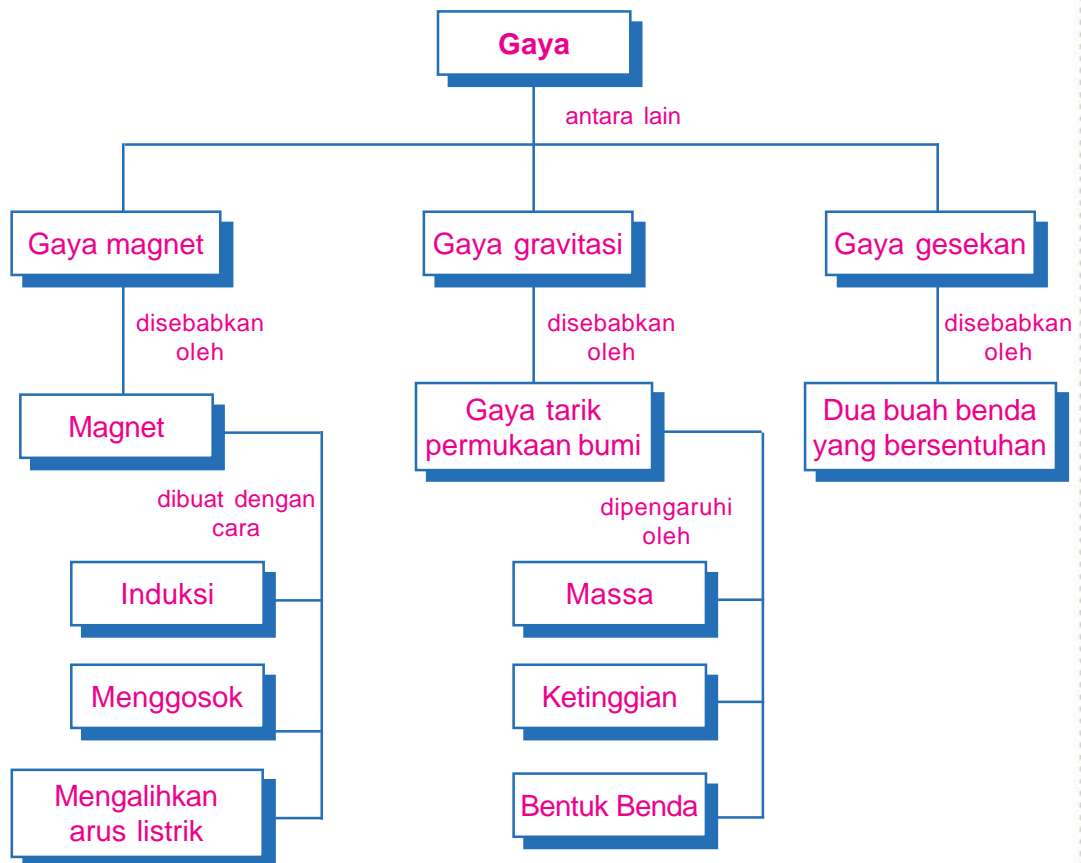 Gaya
antara lain
Gaya magnet
Gaya gravitasi
Gaya gesekan
disebabkan
oleh
disebabkan
oleh
disebabkan
oleh
Magnet
Gaya tarik
permukaan bumi
Dua buah benda
yang bersentuhan
dibuat dengan
cara
dipengaruhi
oleh
Induksi
Massa
Menggosok
Ketinggian
Mengalihkan
arus listrik
Bentuk Benda